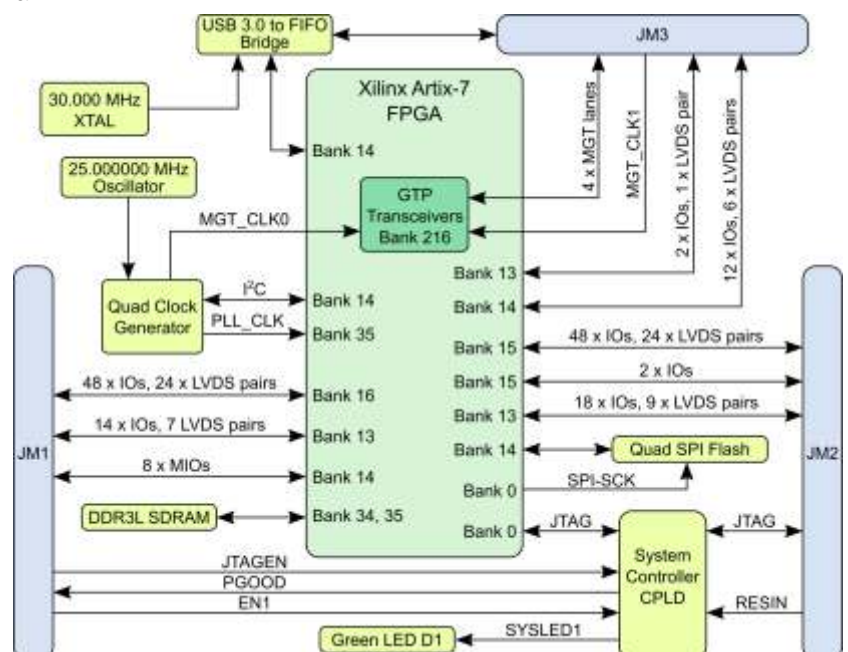 USB 3.0 to FIFO
Bridge
JM3
30.000 MHz
XTAL
Xilinx Artix-7
FPGA
4 x MGT lanes
MGT_CLK1
2 x IOs, 1 x LVDS pair
12 x IOs, 6 x LVDS pairs
Bank 14
25.000000 MHz
Oscillator
GTP
Transceivers
Bank 216
MGT_CLK0
Bank 13
Quad Clock
Generator
I²C
Bank 14
Bank 14
PLL_CLK
Bank 35
Bank 15
48 x IOs, 24 x LVDS pairs
48 x IOs, 24 x LVDS pairs
Bank 16
Bank 15
2 x IOs
14 x IOs, 7 LVDS pairs
Bank 13
Bank 13
18 x IOs, 9 x LVDS pairs
JM1
8 x MIOs
Bank 14
Bank 14
Quad SPI Flash
JM2
Bank 0
SPI-SCK
DDR3L SDRAM
Bank 34, 35
Bank 0
JTAG
System
Controller
CPLD
JTAG
JTAGEN
PGOOD
EN1
RESIN
Green LED D1
SYSLED1